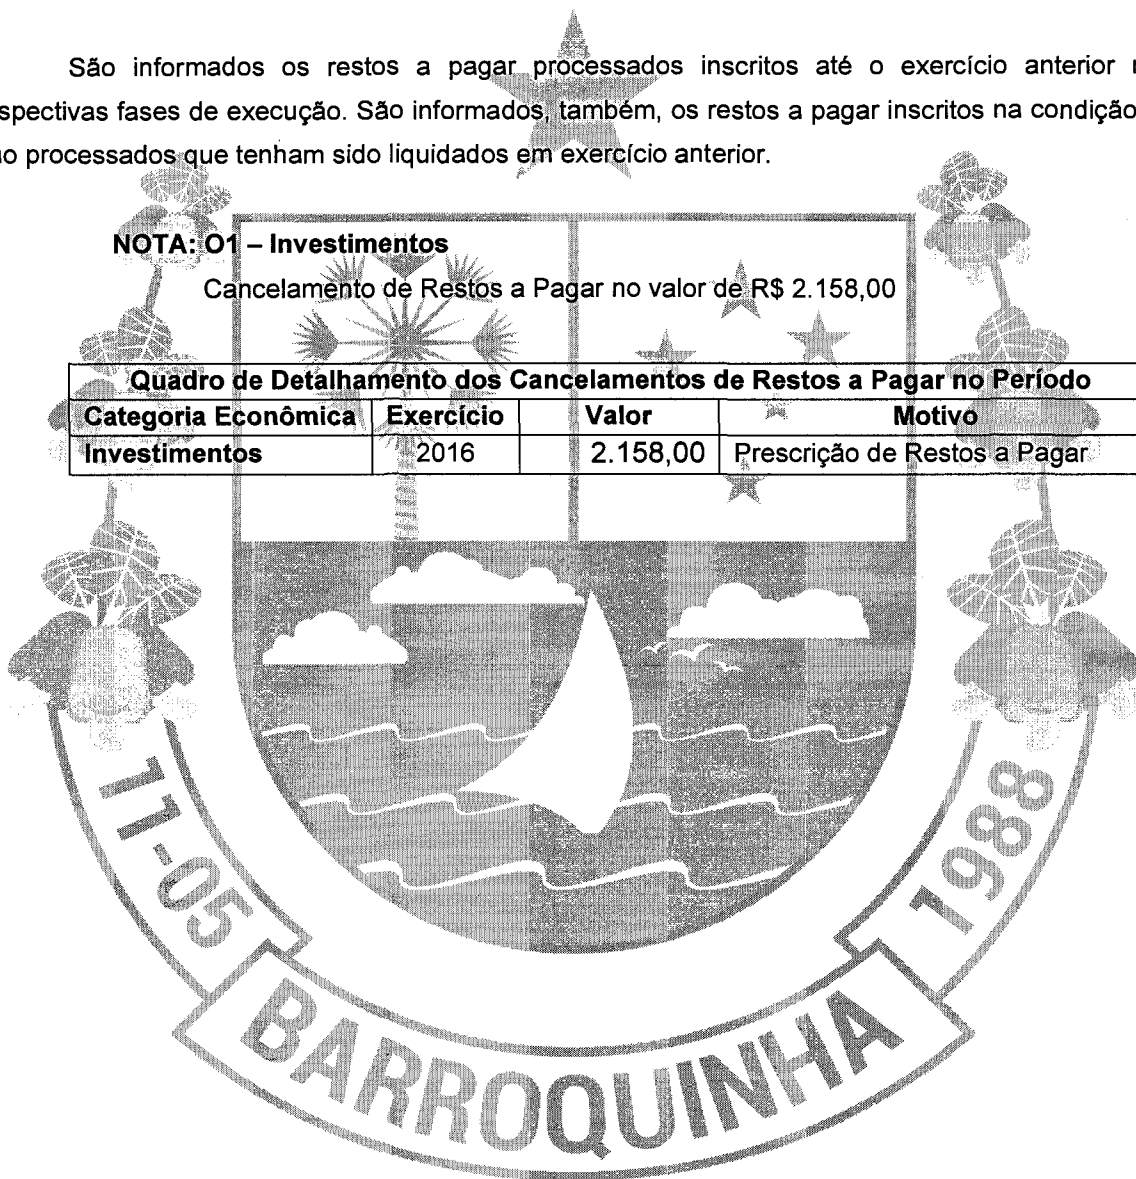 São informados os restos a pagar processados inscritos até o exercício anterior
spectivas fases de execução. São informados, também, os restos a pagar inscritos na condição
o processados que tenham sido liquidados em exercício anterior.
NOTA: O1 – Investimentos
Cancelamento de Restos a Pagar no valor de R$ 2.158,00
Quadro de Detalhamento dos Cancelamentos de Restos a Pagar no Período
Categoria Econômica Exercício Valor Motivo
Investimentos 2016 2.158,00 Prescrição de Restos a Pagar
11-05
1988
BARROQUINHA